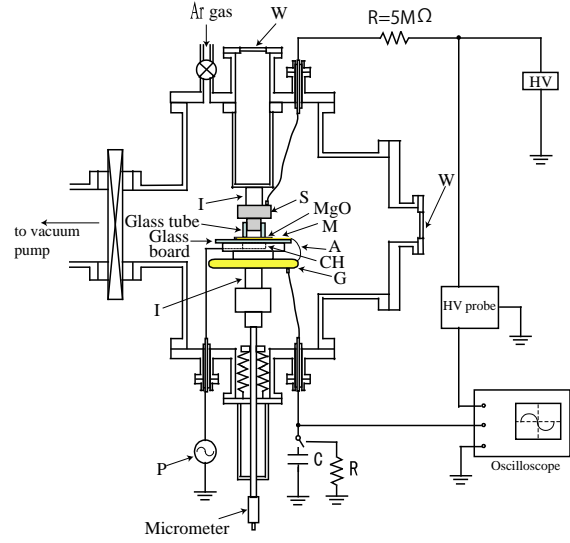 Ar gas
W
R=5MΩ
HV
I
S
MgO
M
Glass tube
Glass
board
A
CH
G
W
to vacuum
pump
I
HV probe
P
C
R
Oscilloscope
Micrometer